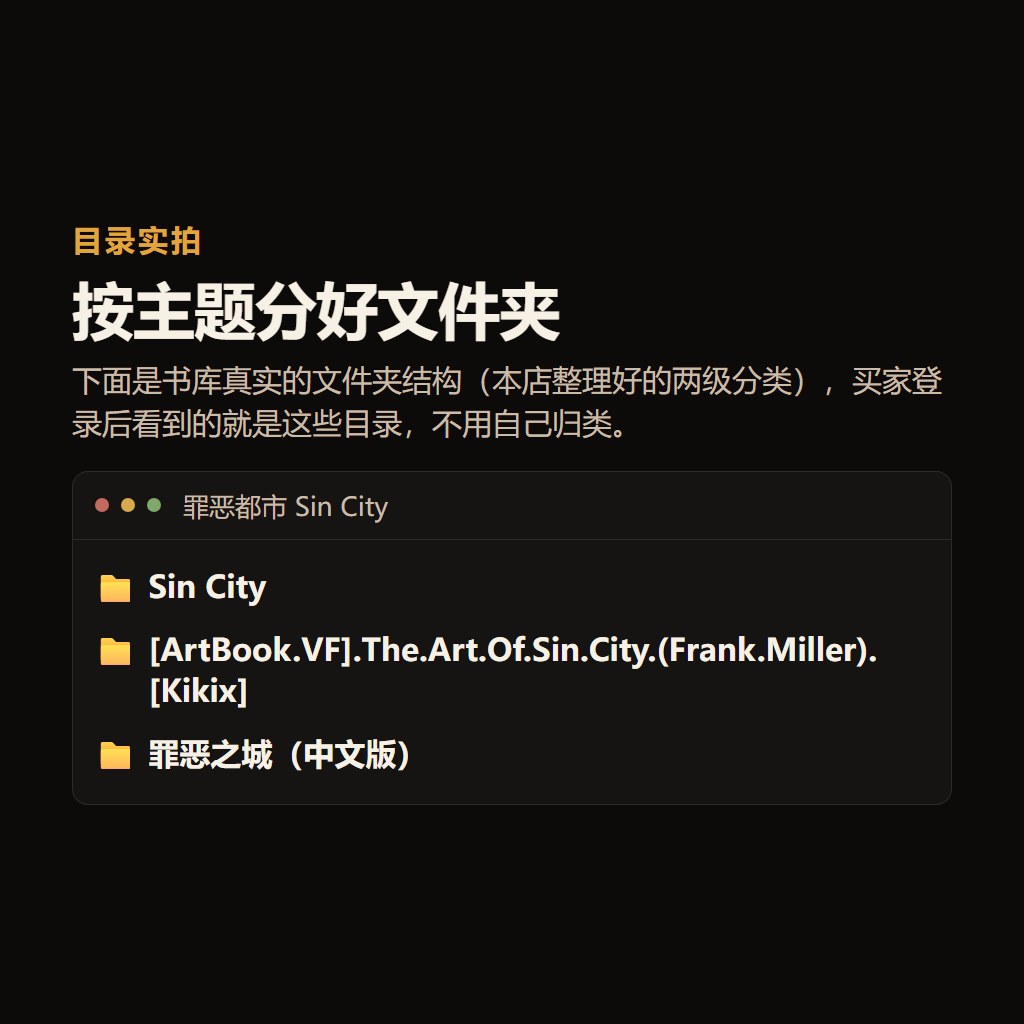 目录实拍
按主题分好文件夹
下面是书库真实的文件夹结构（本店整理好的两级分类），买家登
录后看到的就是这些目录，不用自己归类。
罪恶都市 Sin City
Sin City
[ArtBook.VF].The.Art.Of.Sin.City.(Frank.Miller).
[Kikix]
罪恶之城（中文版）